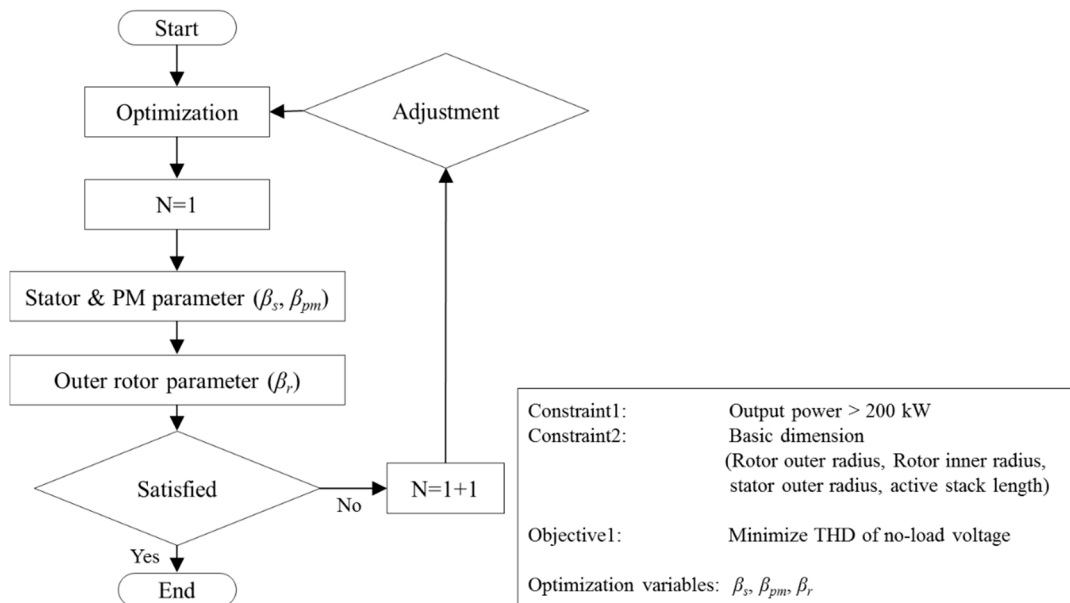 Start
Optimization
Adjustment
N=1
Stator & PM parameter (βs, βpm)
Outer rotor parameter (βr)
Satisfied
No
N=1+1
Yes
End
Constraint1: Output power > 200 kW
Constraint2: Basic dimension
(Rotor outer radius, Rotor inner radius,
stator outer radius, active stack length)
Objective1: Minimize THD of no-load voltage
Optimization variables: βs, βpm, βr